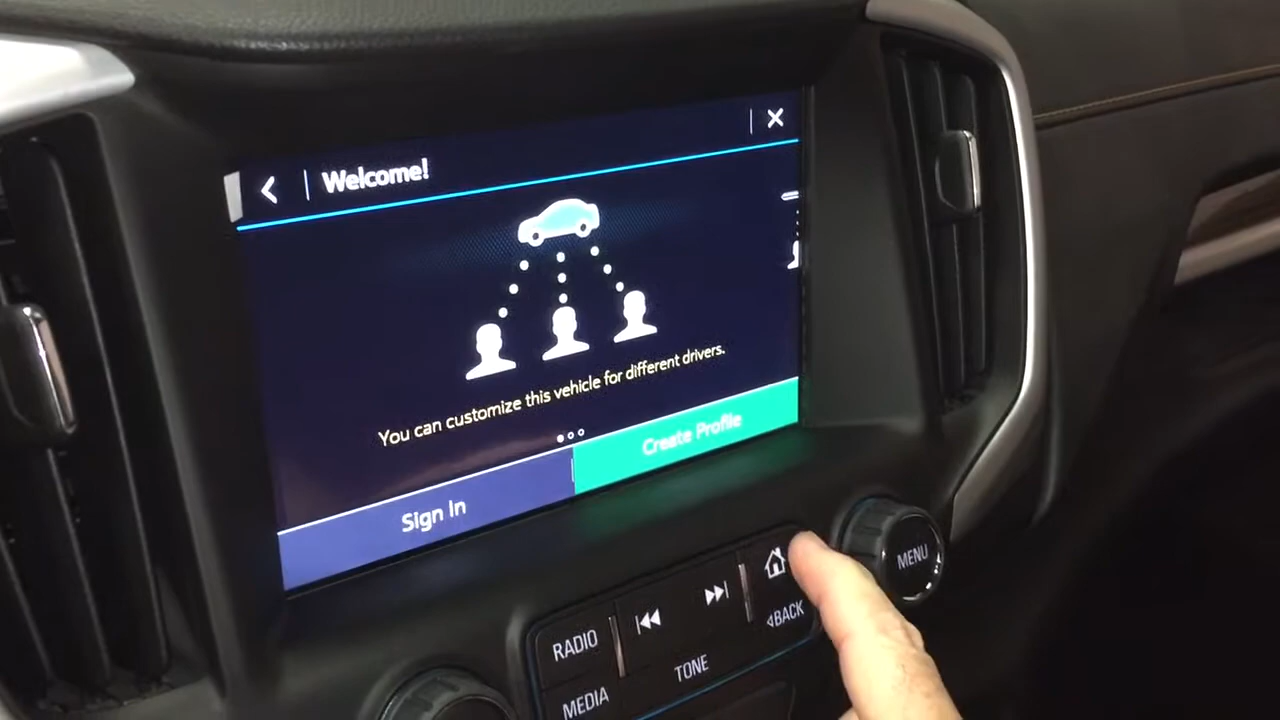 Welcome!
You can customize this vehicle for different drivers.
Sign In
Create Profile
RADIO
MEDIA
TONE
BACK
MENU